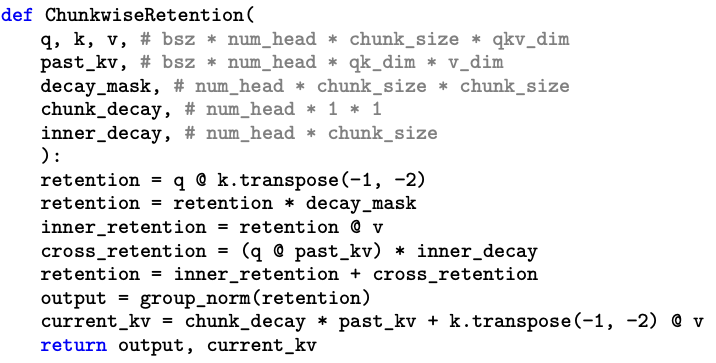 def ChunkwiseRetention(
    q, k, v, # bsz * num_head * chunk_size * qkv_dim
    past_kv, # bsz * num_head * qk_dim * v_dim
    decay_mask, # num_head * chunk_size * chunk_size
    chunk_decay, # num_head * 1 * 1
    inner_decay, # num_head * chunk_size
    ):
    retention = q @ k.transpose(-1, -2)
    retention = retention * decay_mask
    inner_retention = retention @ v
    cross_retention = (q @ past_kv) * inner_decay
    retention = inner_retention + cross_retention
    output = group_norm(retention)
    current_kv = chunk_decay * past_kv + k.transpose(-1, -2) @ v
    return output, current_kv